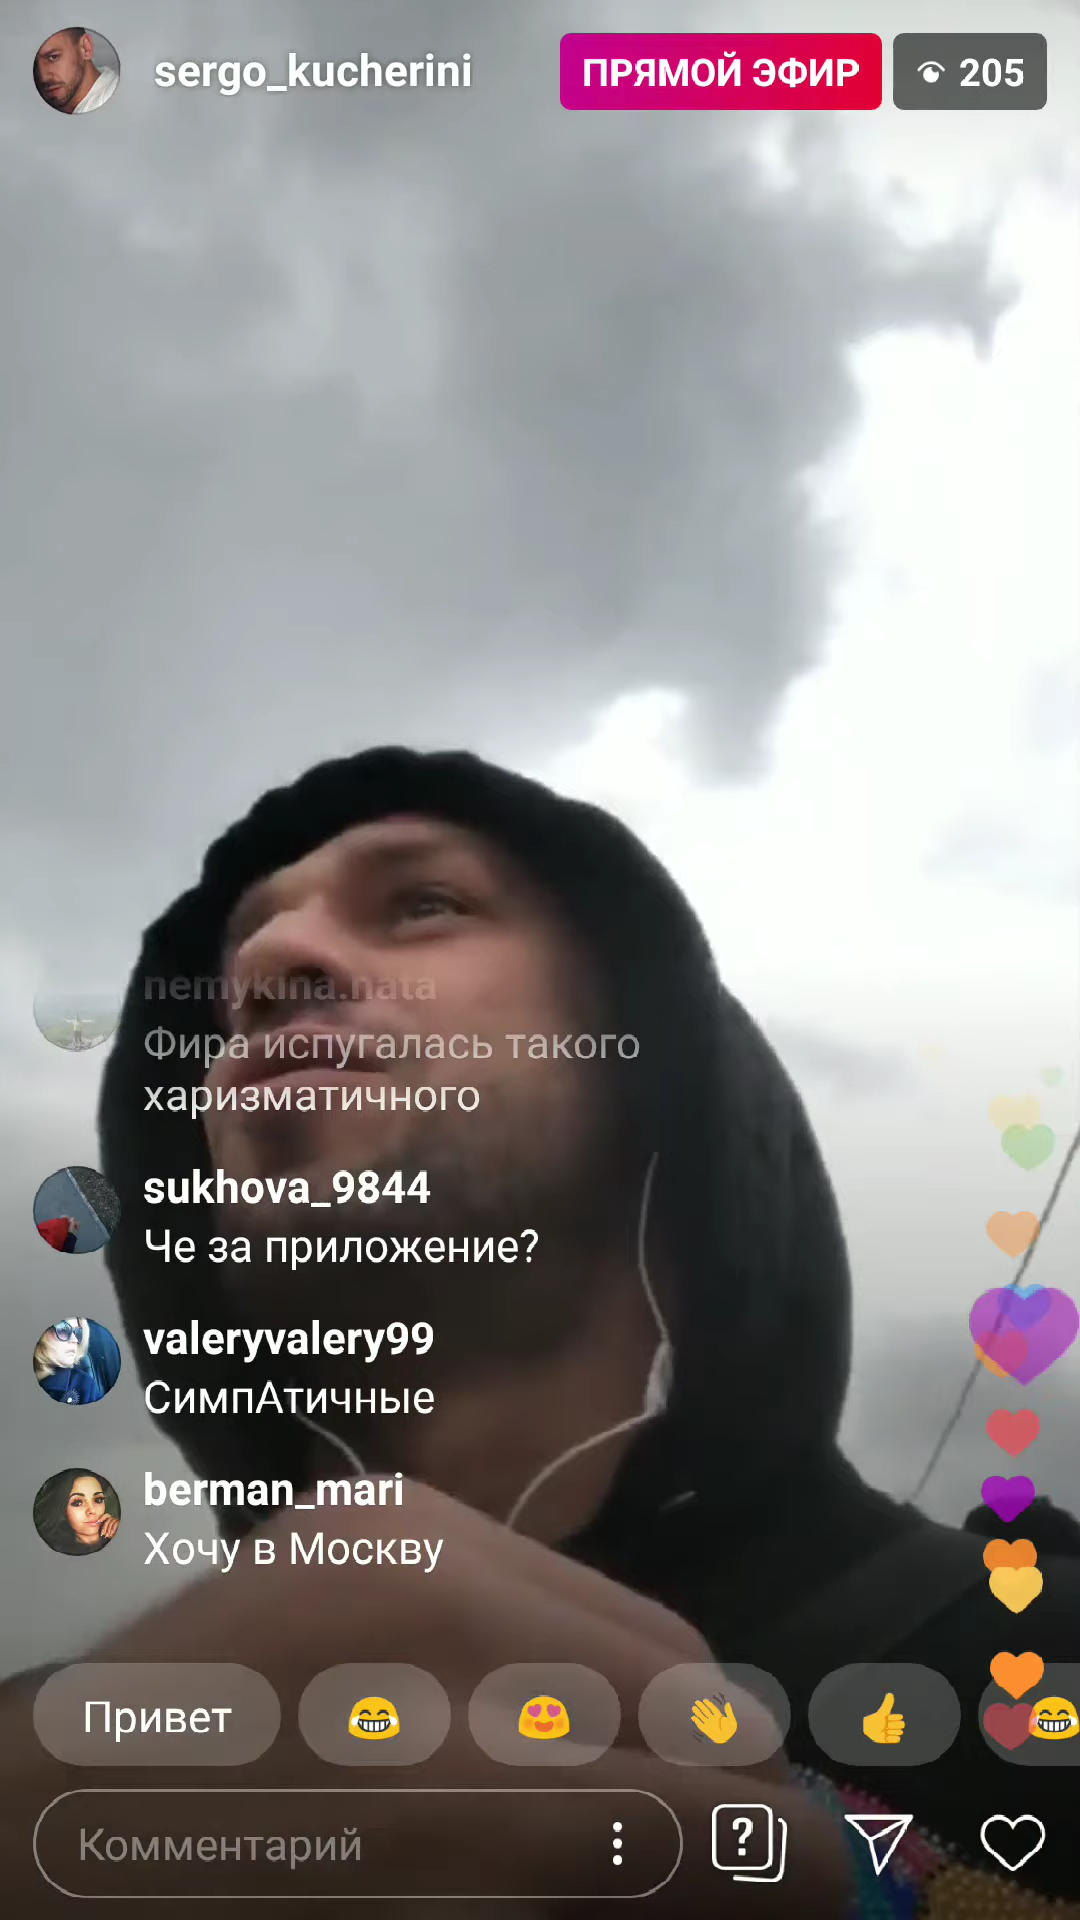 sergo_kucherini
ПРЯМОЙ ЭФИР
205
nemykina.nata
Фира испугалась такого
харизматичного
sukhova_9844
Че за приложение?
valeryvalery99
СимпАтичные
berman_mari
Хочу в Москву
Привет
Комментарий
?